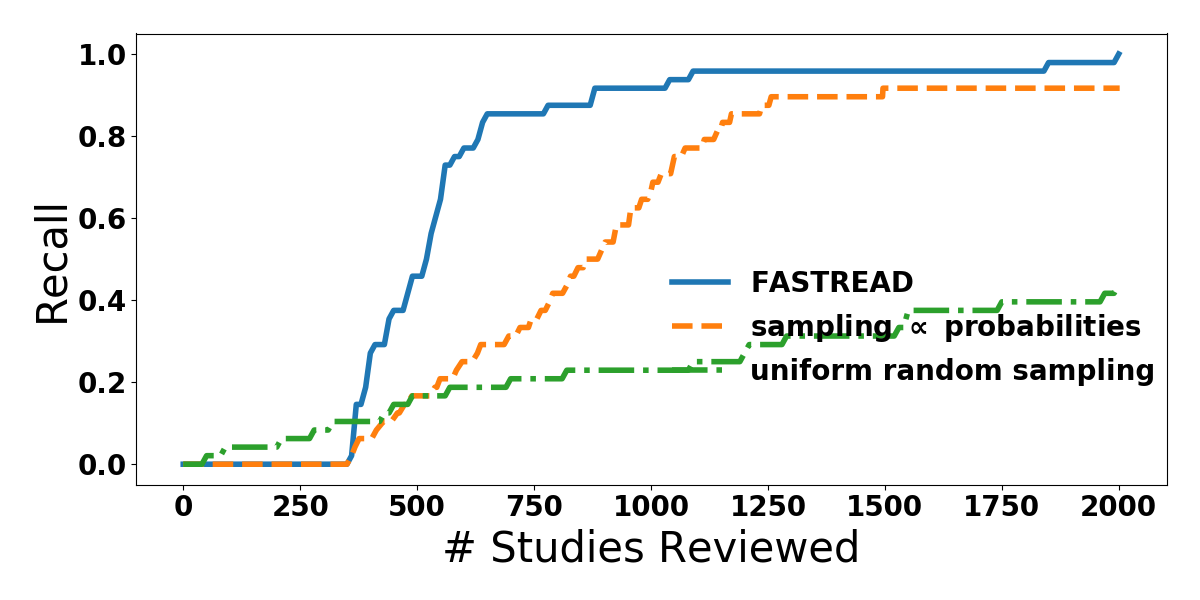 1.0
0.8
0.6
0.4
0.2
0.0
Recall
FASTREAD
sampling ∝ probabilities
uniform random sampling
0 250 500 750 1000 1250 1500 1750 2000
# Studies Reviewed